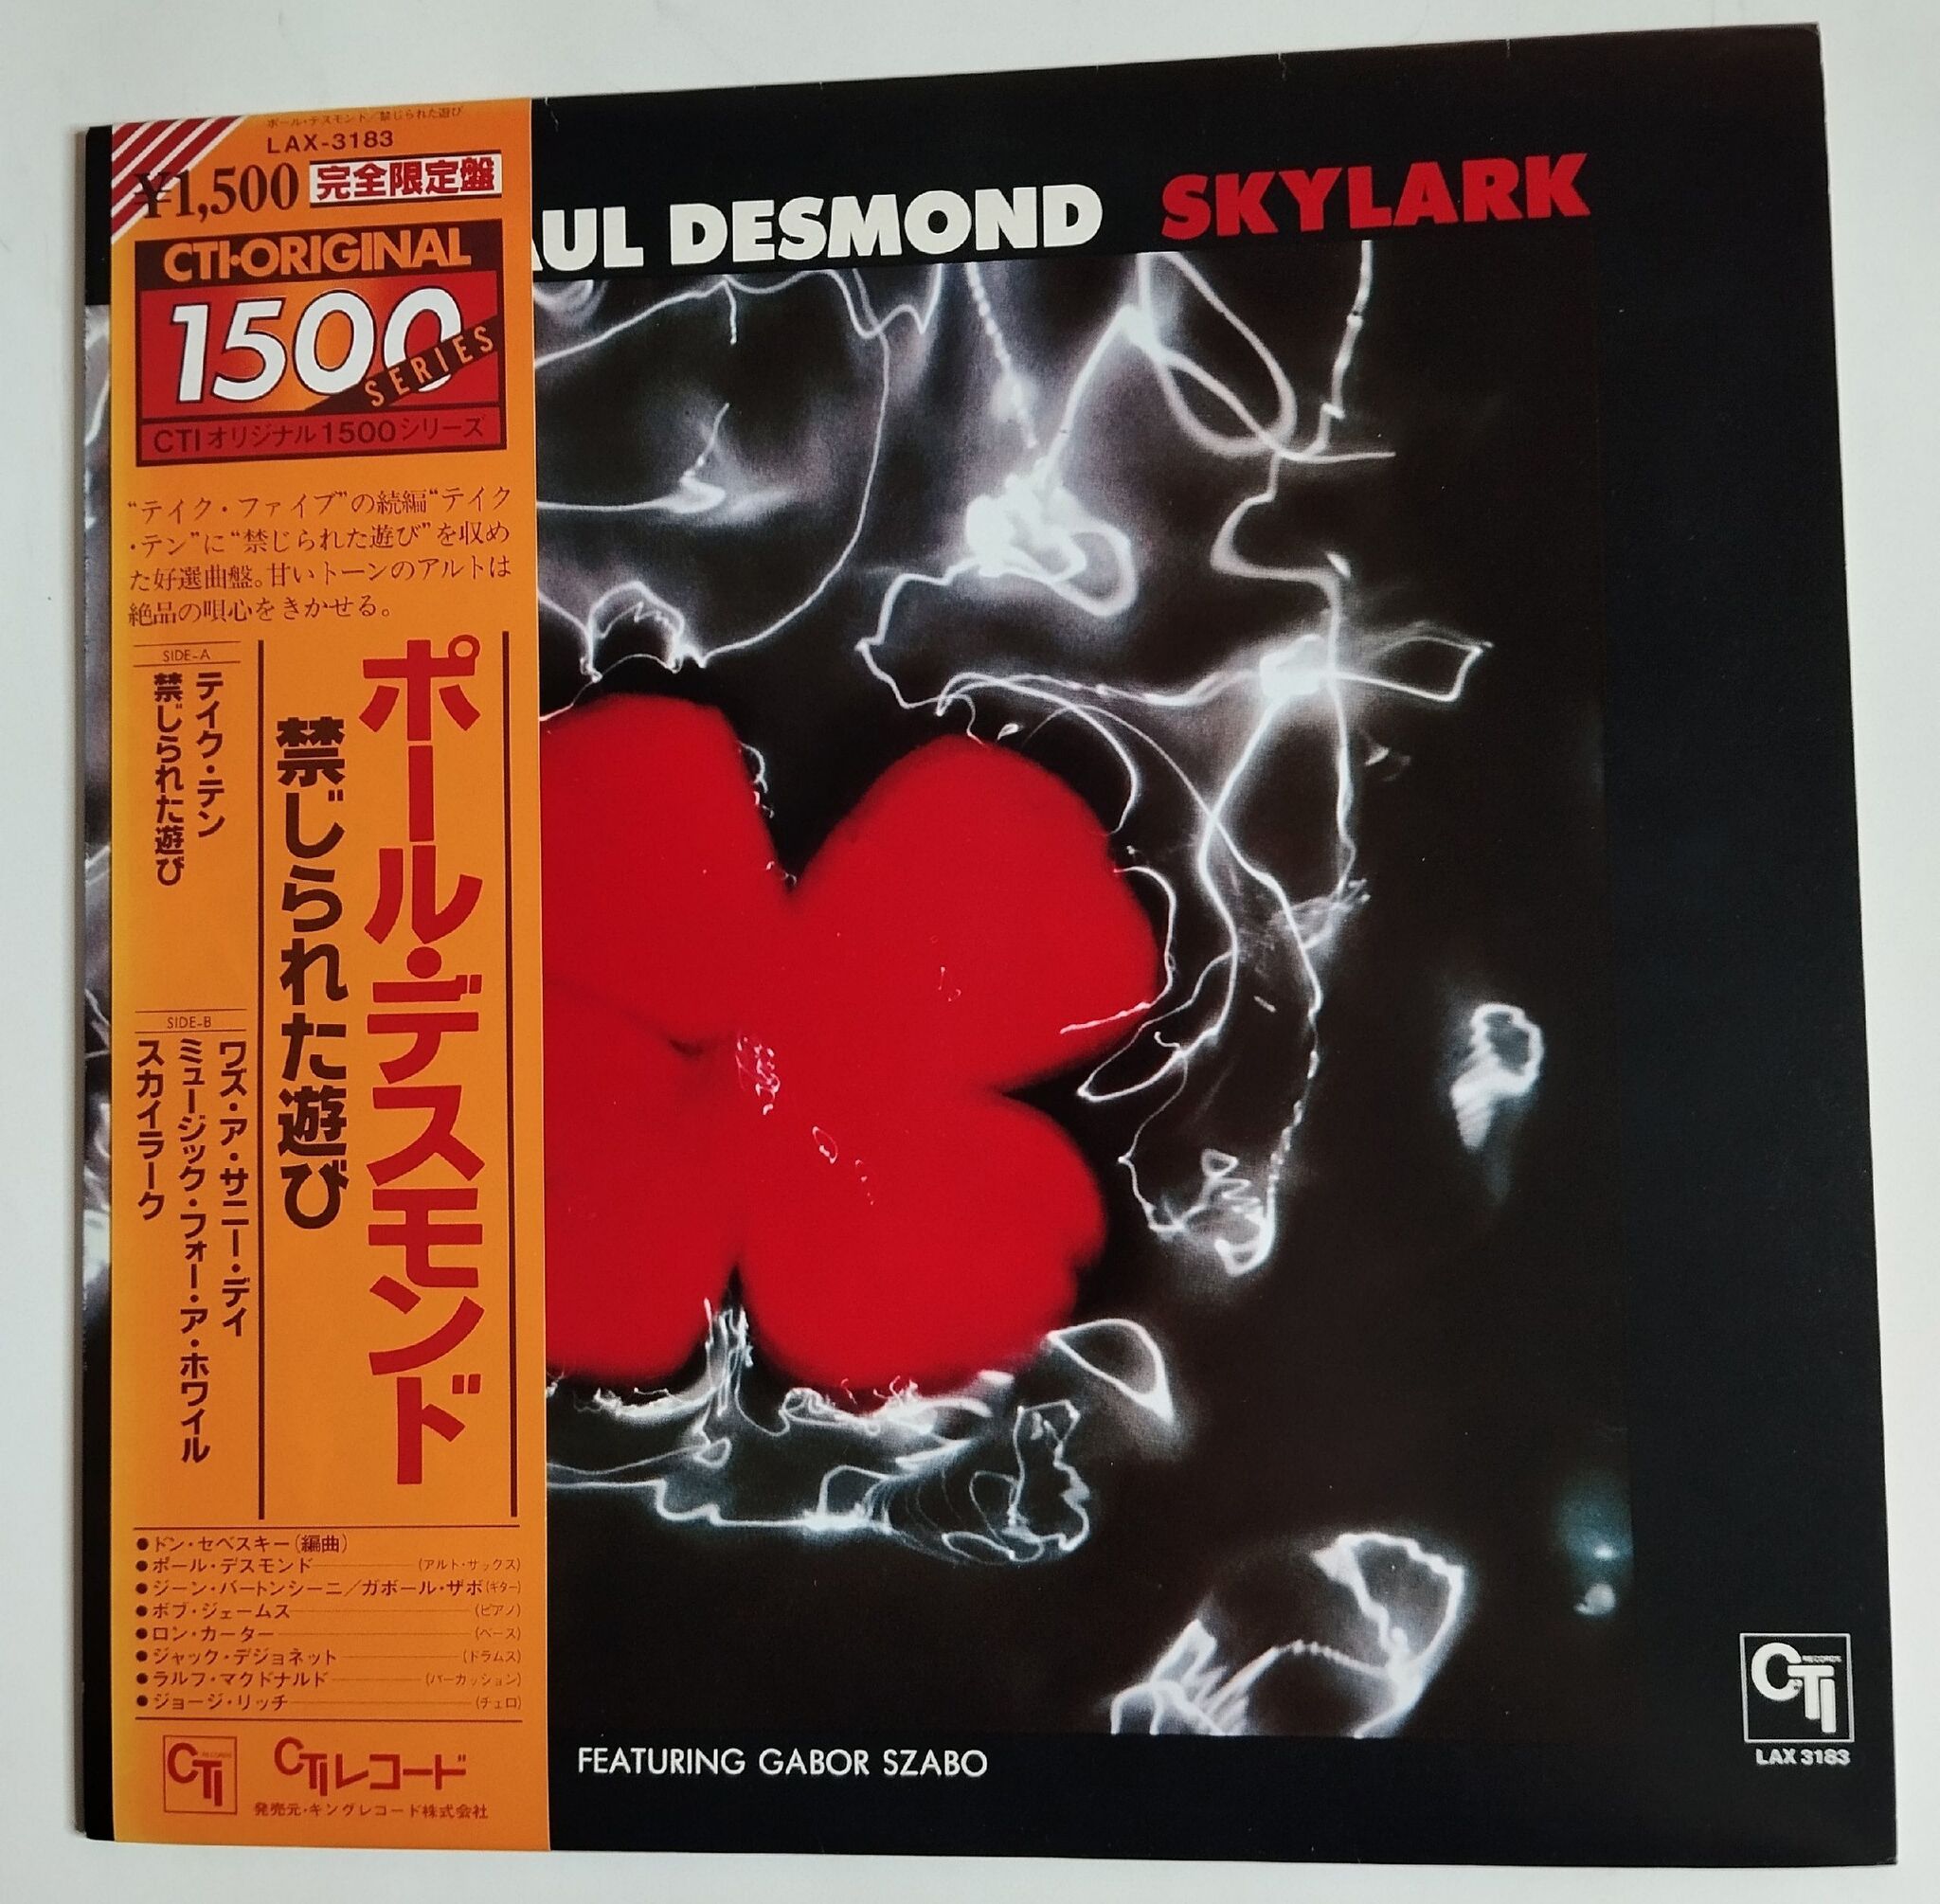 ポール・デスモンド／禁じられた遊び
LAX-3183
¥1,500 完全限定盤
CTI・ORIGINAL
1500
SERIES
CTIオリジナル1500シリーズ
“テイク・ファイブ”の続編“テイク
・テン”に“禁じられた遊び”を収め
た好選曲盤。甘いトーンのアルトは
絶品の唄心をきかせる。
ポール・デスモンド
禁じられた遊び
SIDE-A
テイク・テン
禁じられた遊び
SIDE-B
ワズ・ア・サニー・デイ
ミュージック・フォー・ア・ホワイル
スカイラーク
●ドン・セベスキー(編曲)
●ポール・デスモンド (アルト・サックス)
●ジーン・バートンシーニ／ガボール・ザボ(ギター)
●ボブ・ジェームス (ピアノ)
●ロン・カーター (ベース)
●ジャック・デジョネット (ドラムス)
●ラルフ・マクドナルド (パーカッション)
●ジョージ・リッチ (チェロ)
CTI RECORDS
CTIレコード
発売元・キングレコード株式会社
AUL DESMOND SKYLARK
FEATURING GABOR SZABO
CTI RECORDS
LAX 3183